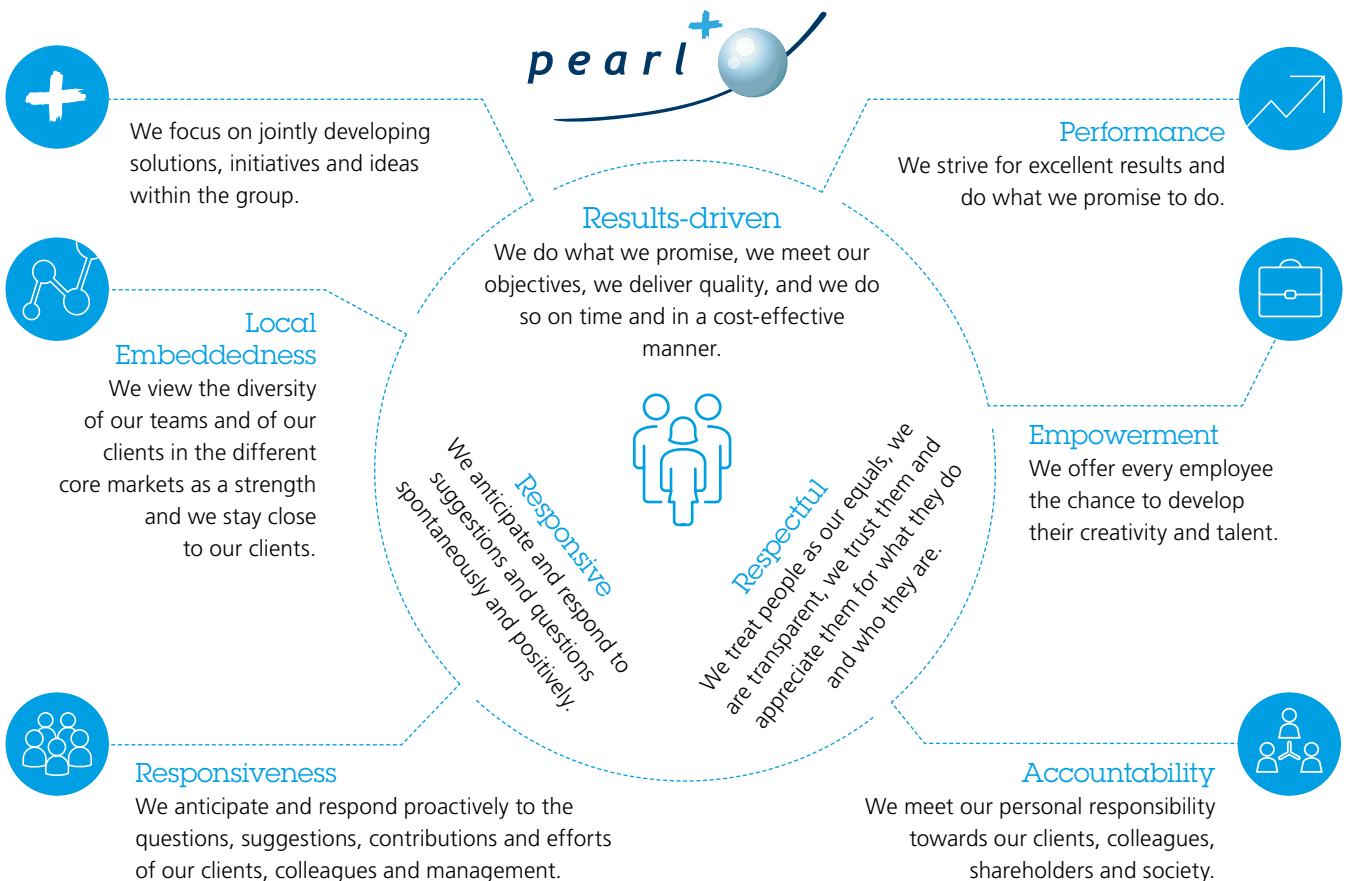 pearl+
We focus on jointly developing
solutions, initiatives and ideas
within the group.
Performance
We strive for excellent results and
do what we promise to do.
Results-driven
We do what we promise, we meet our
objectives, we deliver quality, and we do
so on time and in a cost-effective
manner.
Local
Embeddedness
We view the diversity
of our teams and of our
clients in the different
core markets as a strength
and we stay close
to our clients.
Empowerment
We offer every employee
the chance to develop
their creativity and talent.
Responsive
We anticipate and respond to
suggestions and questions
spontaneously and positively.
Respectful
We treat people as our equals, we
are transparent, we trust them and
appreciate them for what they do
and who they are.
Responsiveness
We anticipate and respond proactively to the
questions, suggestions, contributions and efforts
of our clients, colleagues and management.
Accountability
We meet our personal responsibility
towards our clients, colleagues,
shareholders and society.